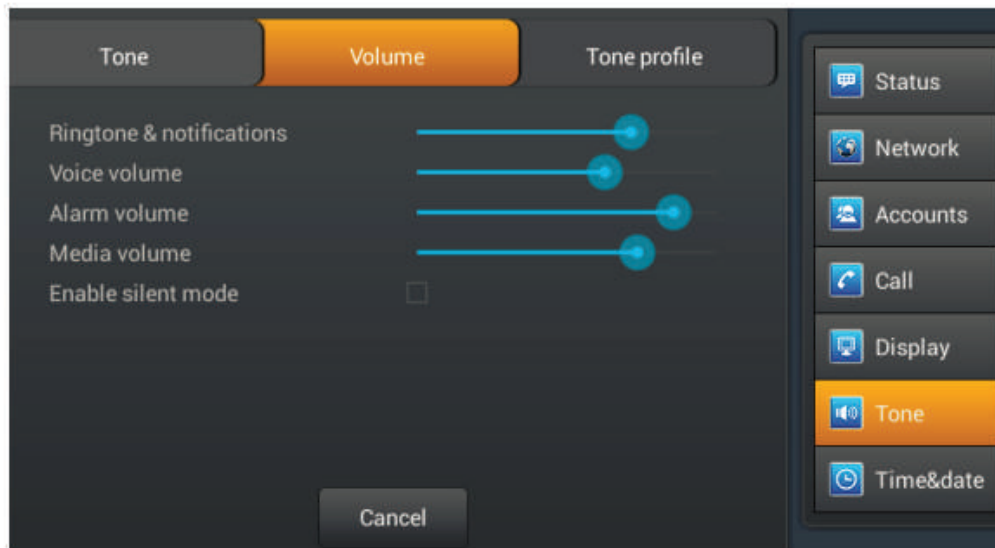 Tone
Volume
Tone profile
Ringtone & notifications
Voice volume
Alarm volume
Media volume
Enable silent mode
Cancel
Status
Network
Accounts
Call
Display
Tone
Time&date